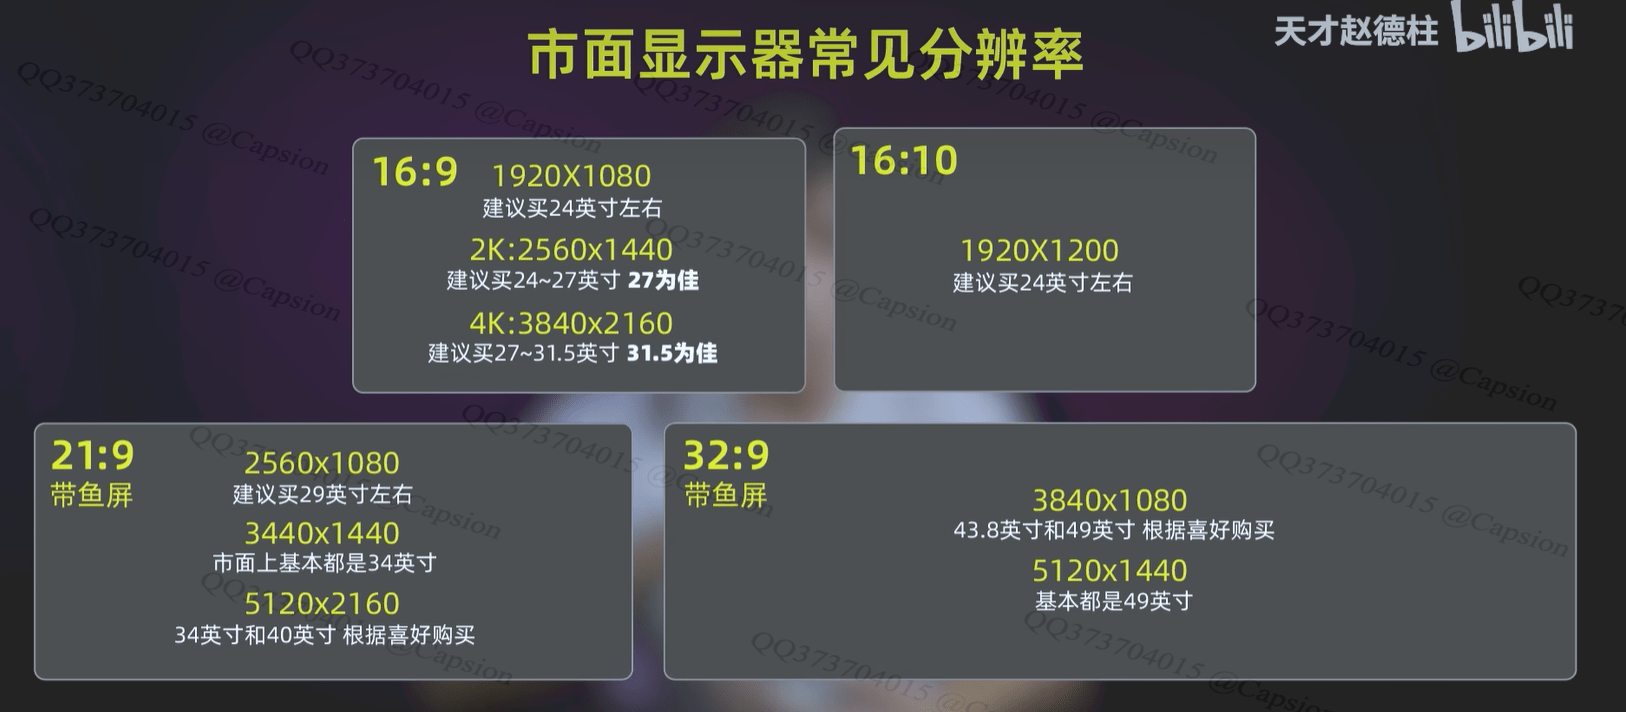 天才赵德柱 bilibili
市面显示器常见分辨率
16:9
1920X1080
建议买24英寸左右
2K:2560x1440
建议买24~27英寸 27为佳
4K:3840x2160
建议买27~31.5英寸 31.5为佳
16:10
1920X1200
建议买24英寸左右
21:9
带鱼屏
2560x1080
建议买29英寸左右
3440x1440
市面上基本都是34英寸
5120x2160
34英寸和40英寸 根据喜好购买
32:9
带鱼屏
3840x1080
43.8英寸和49英寸 根据喜好购买
5120x1440
基本都是49英寸
QQ373704015 @Capsion